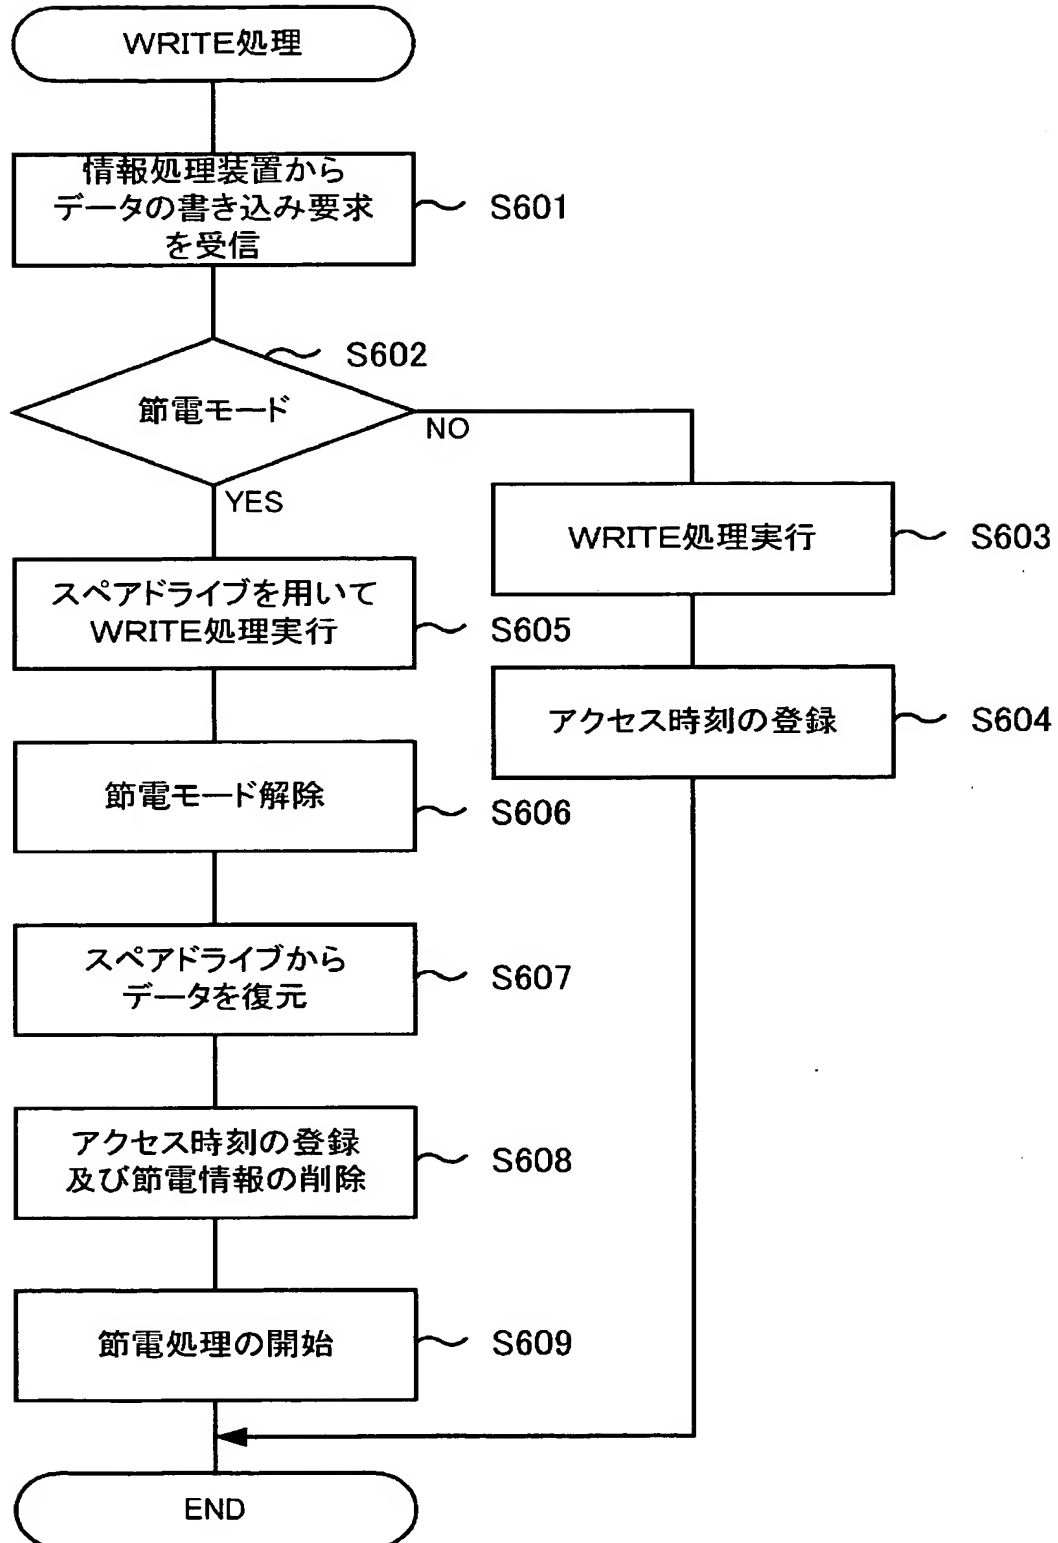 WRITE処理
情報処理装置から
データの書き込み要求
を受信
S601
S602
節電モード
NO
YES
WRITE処理実行
S603
スペアドライブを用いて
WRITE処理実行
S605
アクセス時刻の登録
S604
節電モード解除
S606
スペアドライブから
データを復元
S607
アクセス時刻の登録
及び節電情報の削除
S608
節電処理の開始
S609
END